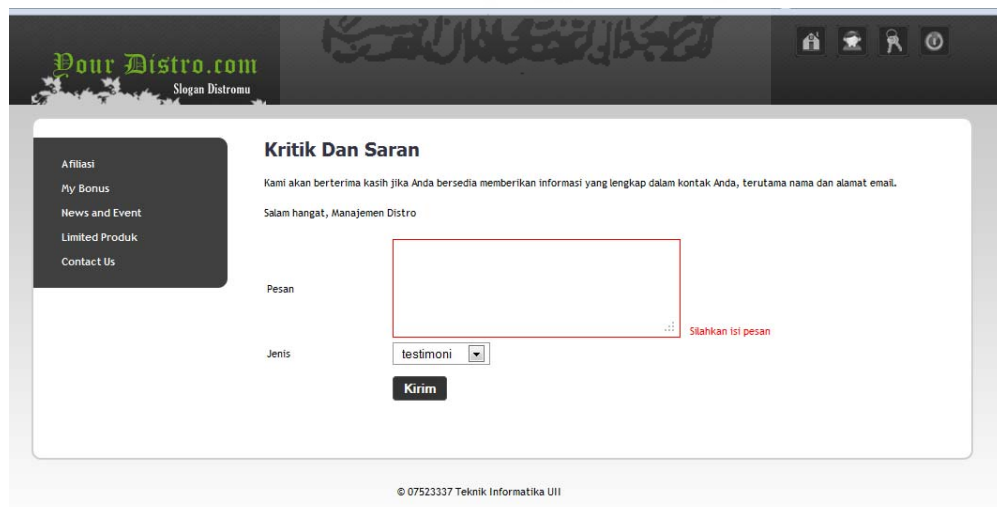 Your Distro.com
Slogan Distromu
Afiliasi
My Bonus
News and Event
Limited Produk
Contact Us
Kritik Dan Saran
Kami akan berterima kasih jika Anda bersedia memberikan informasi yang lengkap dalam kontak Anda, terutama nama dan alamat email.
Salam hangat, Manajemen Distro
Pesan
Silahkan isi pesan
Jenis
testimoni
Kirim
© 07523337 Teknik Informatika UII